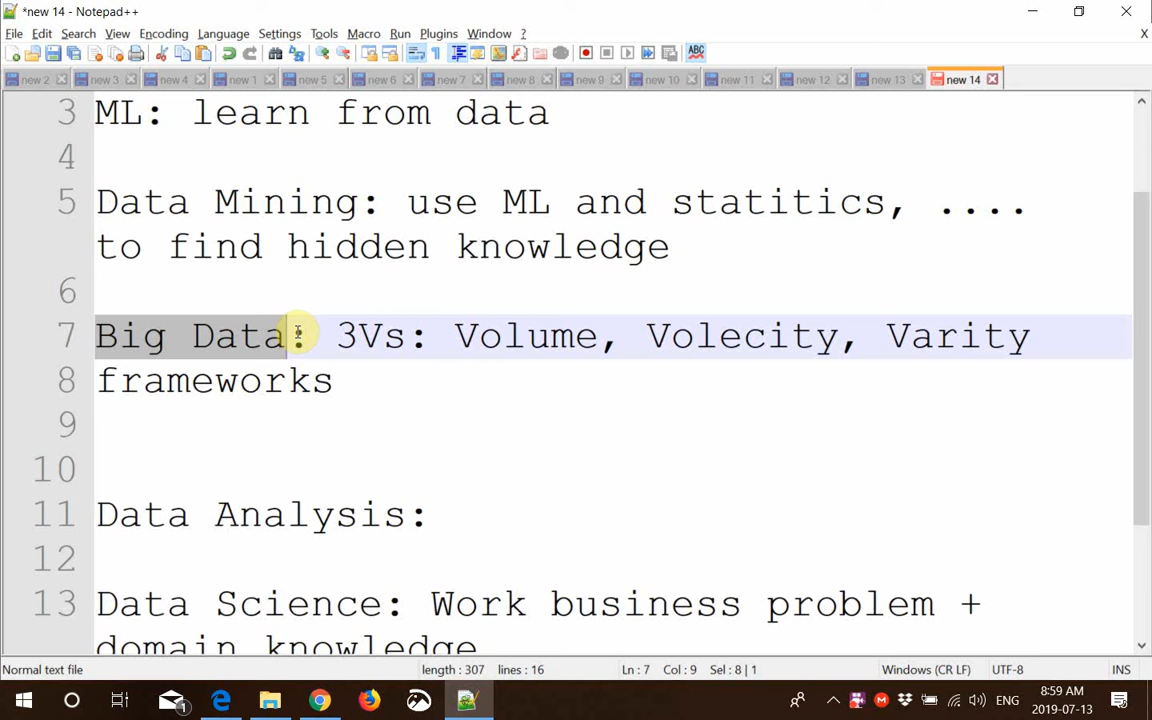 *new 14 - Notepad++
File Edit Search View Encoding Language Settings Tools Macro Run Plugins Window ? X
new 2 new 3 new 4 new 1 new 5 new 6 new 7 new 8 new 9 new 10 new 11 new 12 new 13 new 14
3 ML: learn from data
4
5 Data Mining: use ML and statitics, ....
to find hidden knowledge
6
7 Big Data: 3Vs: Volume, Volecity, Varity
8 frameworks
9
10
11 Data Analysis:
12
13 Data Science: Work business problem +
domain knowledge
Normal text file length : 307 lines : 16 Ln : 7 Col : 9 Sel : 8 | 1 Windows (CR LF) UTF-8 INS
1 ENG 8:59 AM
2019-07-13